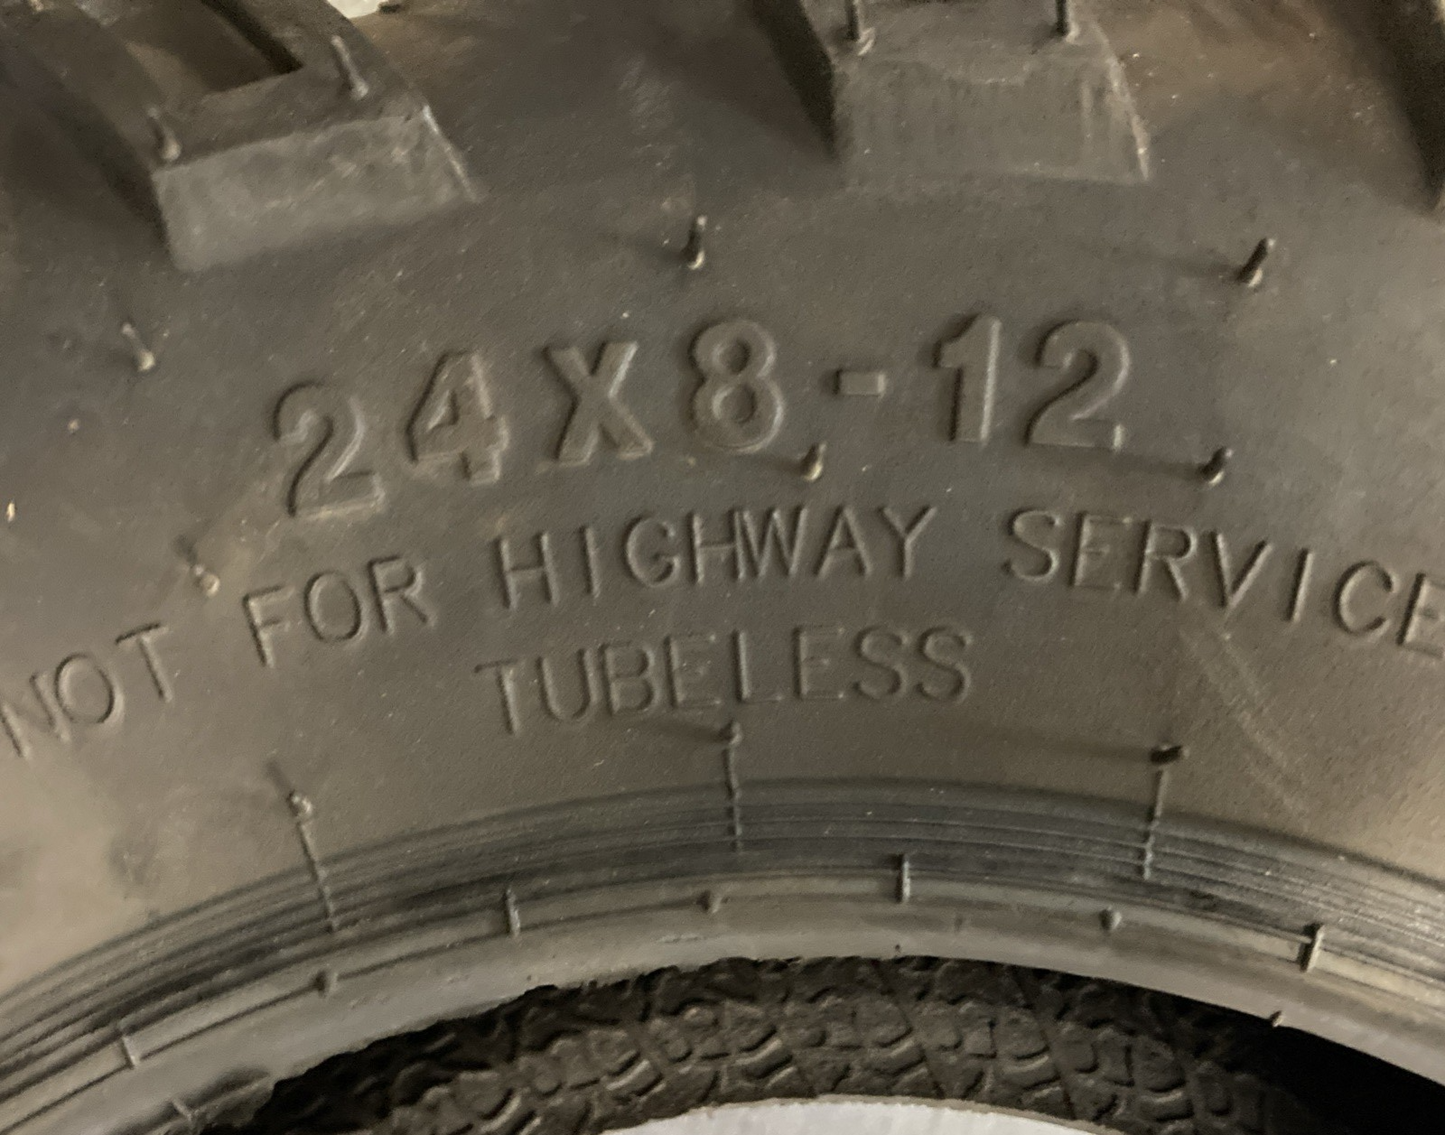 24X8-12
NOT FOR HIGHWAY SERVICE
TUBELESS